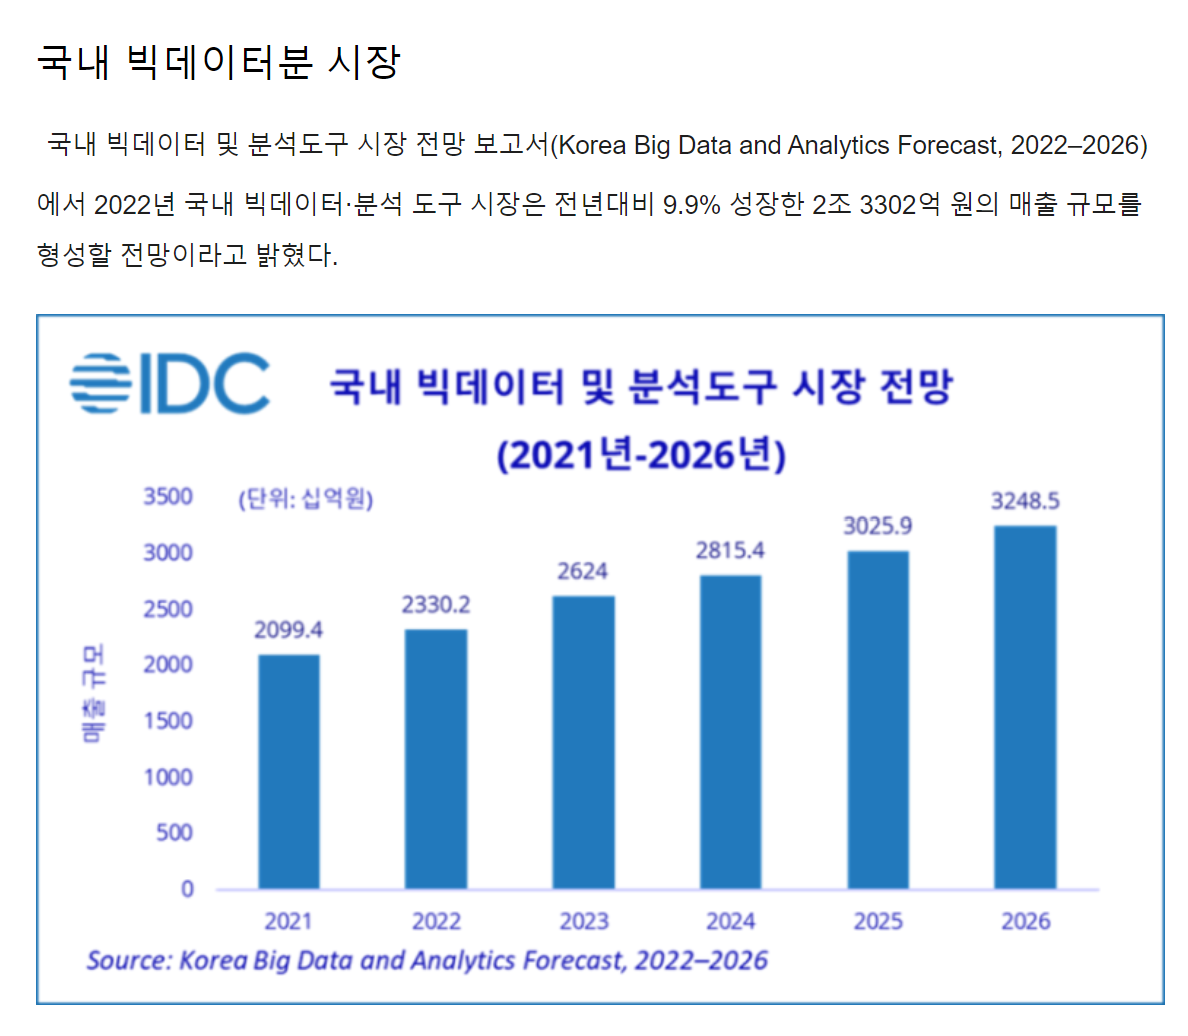 국내 빅데이터분 시장
국내 빅데이터 및 분석도구 시장 전망 보고서(Korea Big Data and Analytics Forecast, 2022–2026)
에서 2022년 국내 빅데이터·분석 도구 시장은 전년대비 9.9% 성장한 2조 3302억 원의 매출 규모를
형성할 전망이라고 밝혔다.
IDC
국내 빅데이터 및 분석도구 시장 전망
(2021년-2026년)
(단위: 십억원)
매출 규모
3500
3000
2500
2000
1500
1000
500
0
2099.4
2330.2
2624
2815.4
3025.9
3248.5
2021
2022
2023
2024
2025
2026
Source: Korea Big Data and Analytics Forecast, 2022–2026